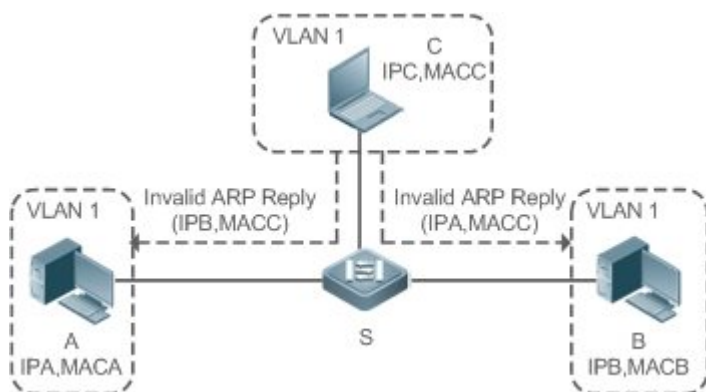 VLAN 1
C
IPC,MACC
Invalid ARP Reply
(IPB,MACC)
Invalid ARP Reply
(IPA,MACC)
VLAN 1
A
IPA,MACA
S
VLAN 1
B
IPB,MACB